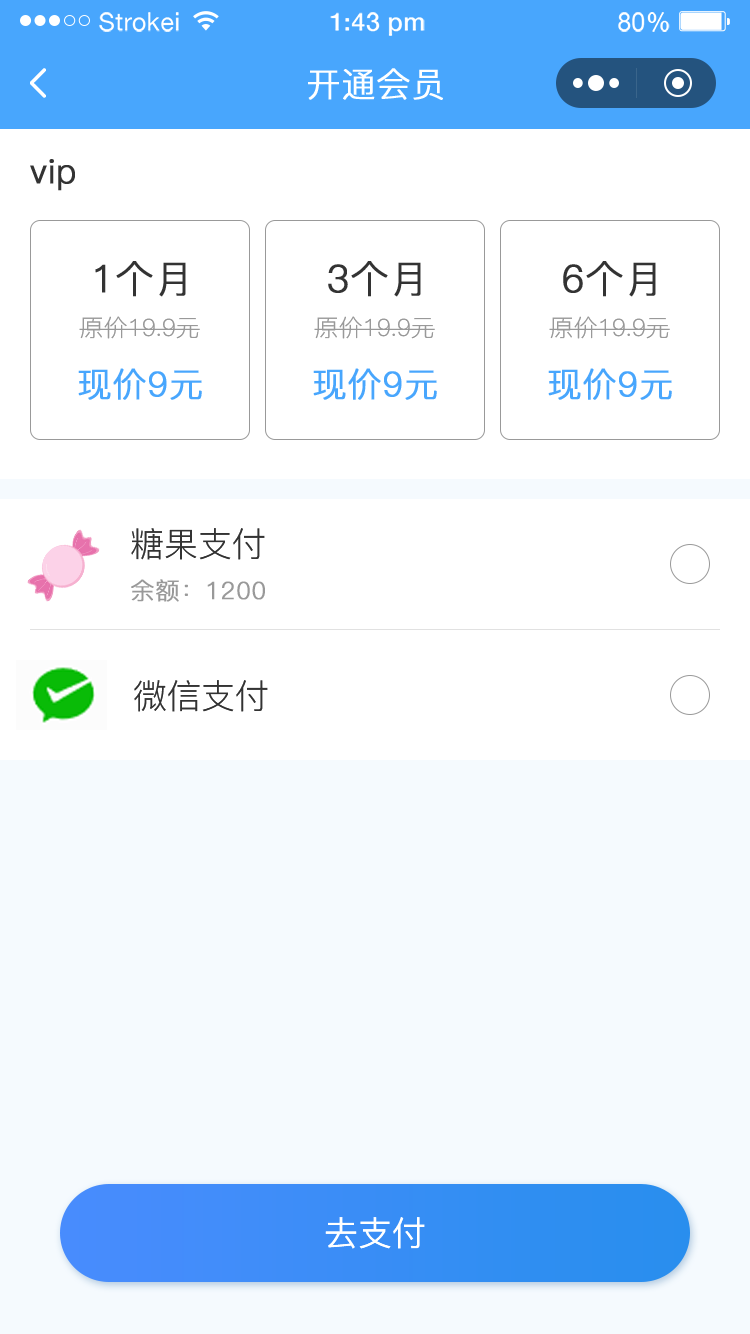 Strokei 1:43 pm 80%
开通会员
vip
1个月 3个月 6个月
原价19.9元 原价19.9元 原价19.9元
现价9元 现价9元 现价9元
糖果支付
余额：1200
微信支付
去支付